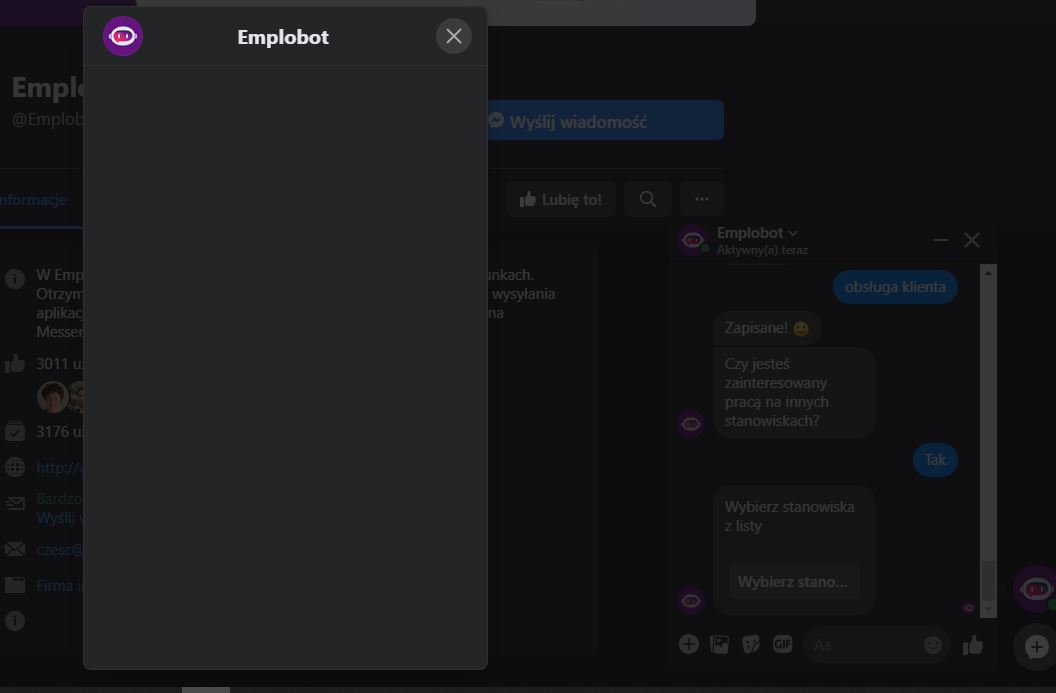 Emplobot
Emplo
@Emplob
Wyślij wiadomość
nformacje
Lubię to!
W Emp
unkach.
Otrzym
wysyłania
aplikac
na
Messer
3011 u
3176 u
http://
Bardzo
Wyślij
czesc@
Firma i
Emplobot
Aktywny(a) teraz
obsługa klienta
Zapisane!
Czy jesteś
zainteresowany
pracą na innych
stanowiskach?
Tak
Wybierz stanowiska
z listy
Wybierz stano...
GIF
Aa